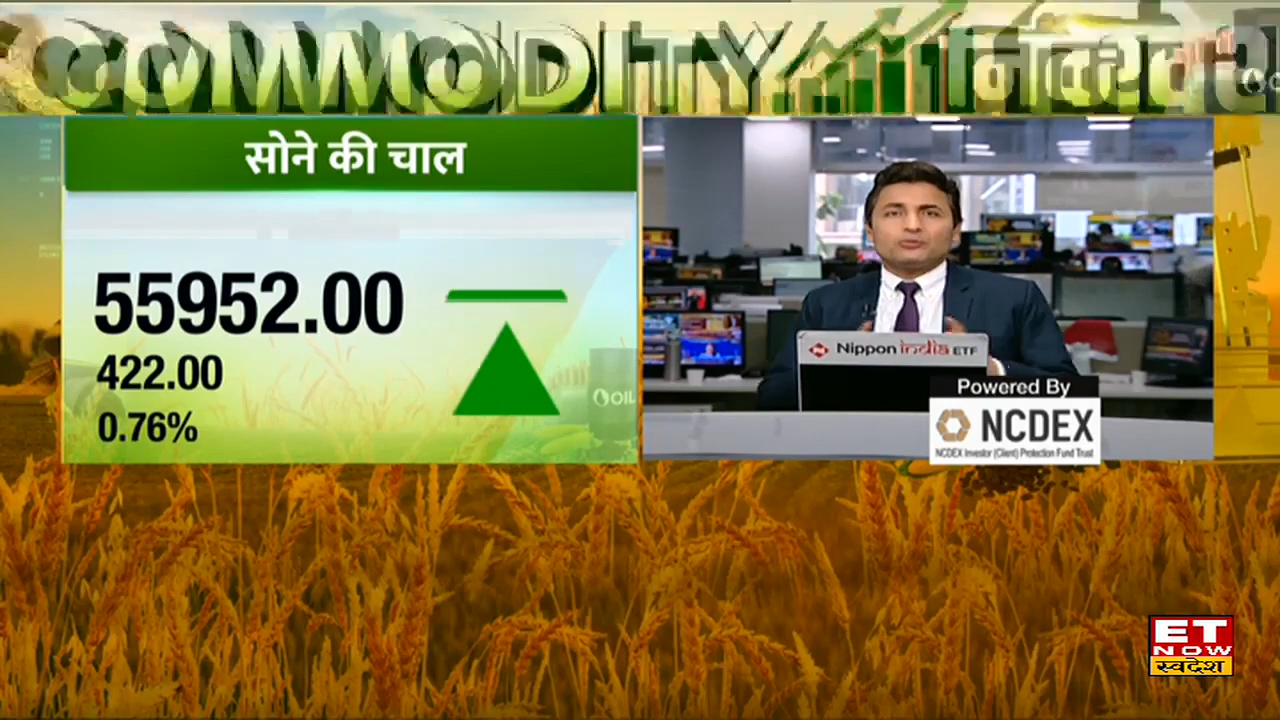 COMMODITY
सोने की चाल
55952.00
422.00
0.76%
OIL
Nippon india ETF
Powered By
NCDEX
NCDEX Investor (Client) Protection Fund Trust
ET
NOW
स्वदेश